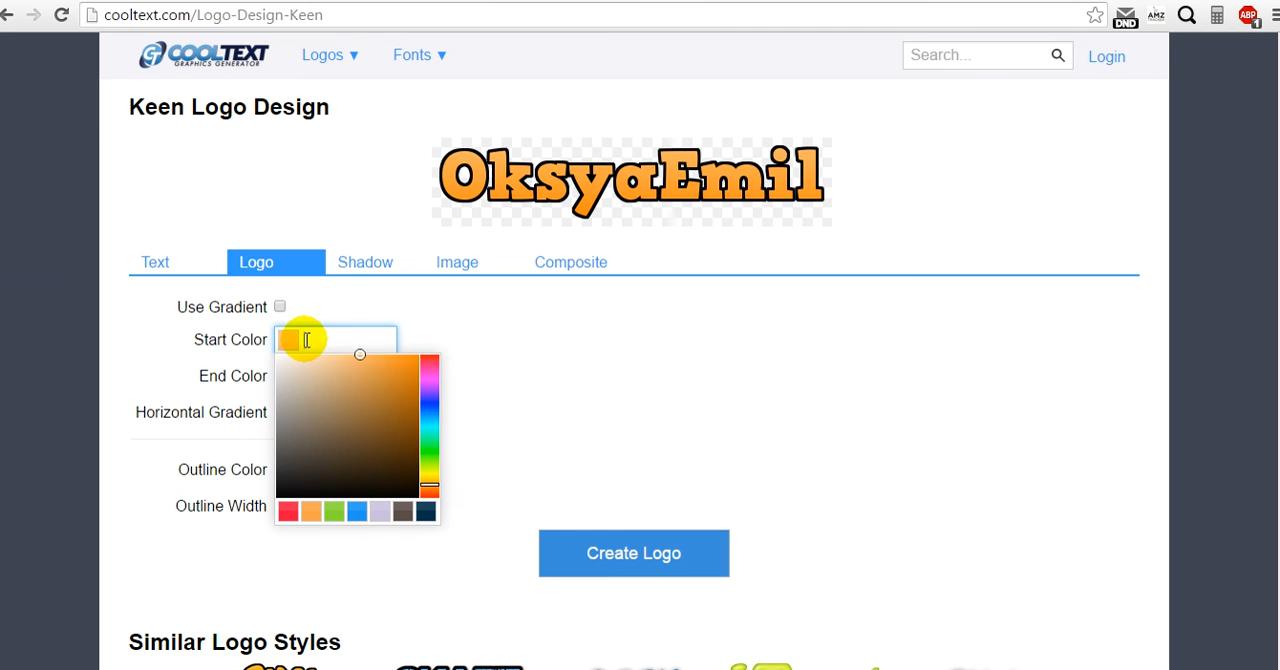 cooltext.com/Logo-Design-Keen
DND
AMZ
TRACKER
ABP
1
COOLTEXT
GRAPHICS GENERATOR
Logos ▼
Fonts ▼
Search...
Login
Keen Logo Design
OksyaEmil
Text
Logo
Shadow
Image
Composite
Use Gradient
Start Color
End Color
Horizontal Gradient
Outline Color
Outline Width
Create Logo
Similar Logo Styles